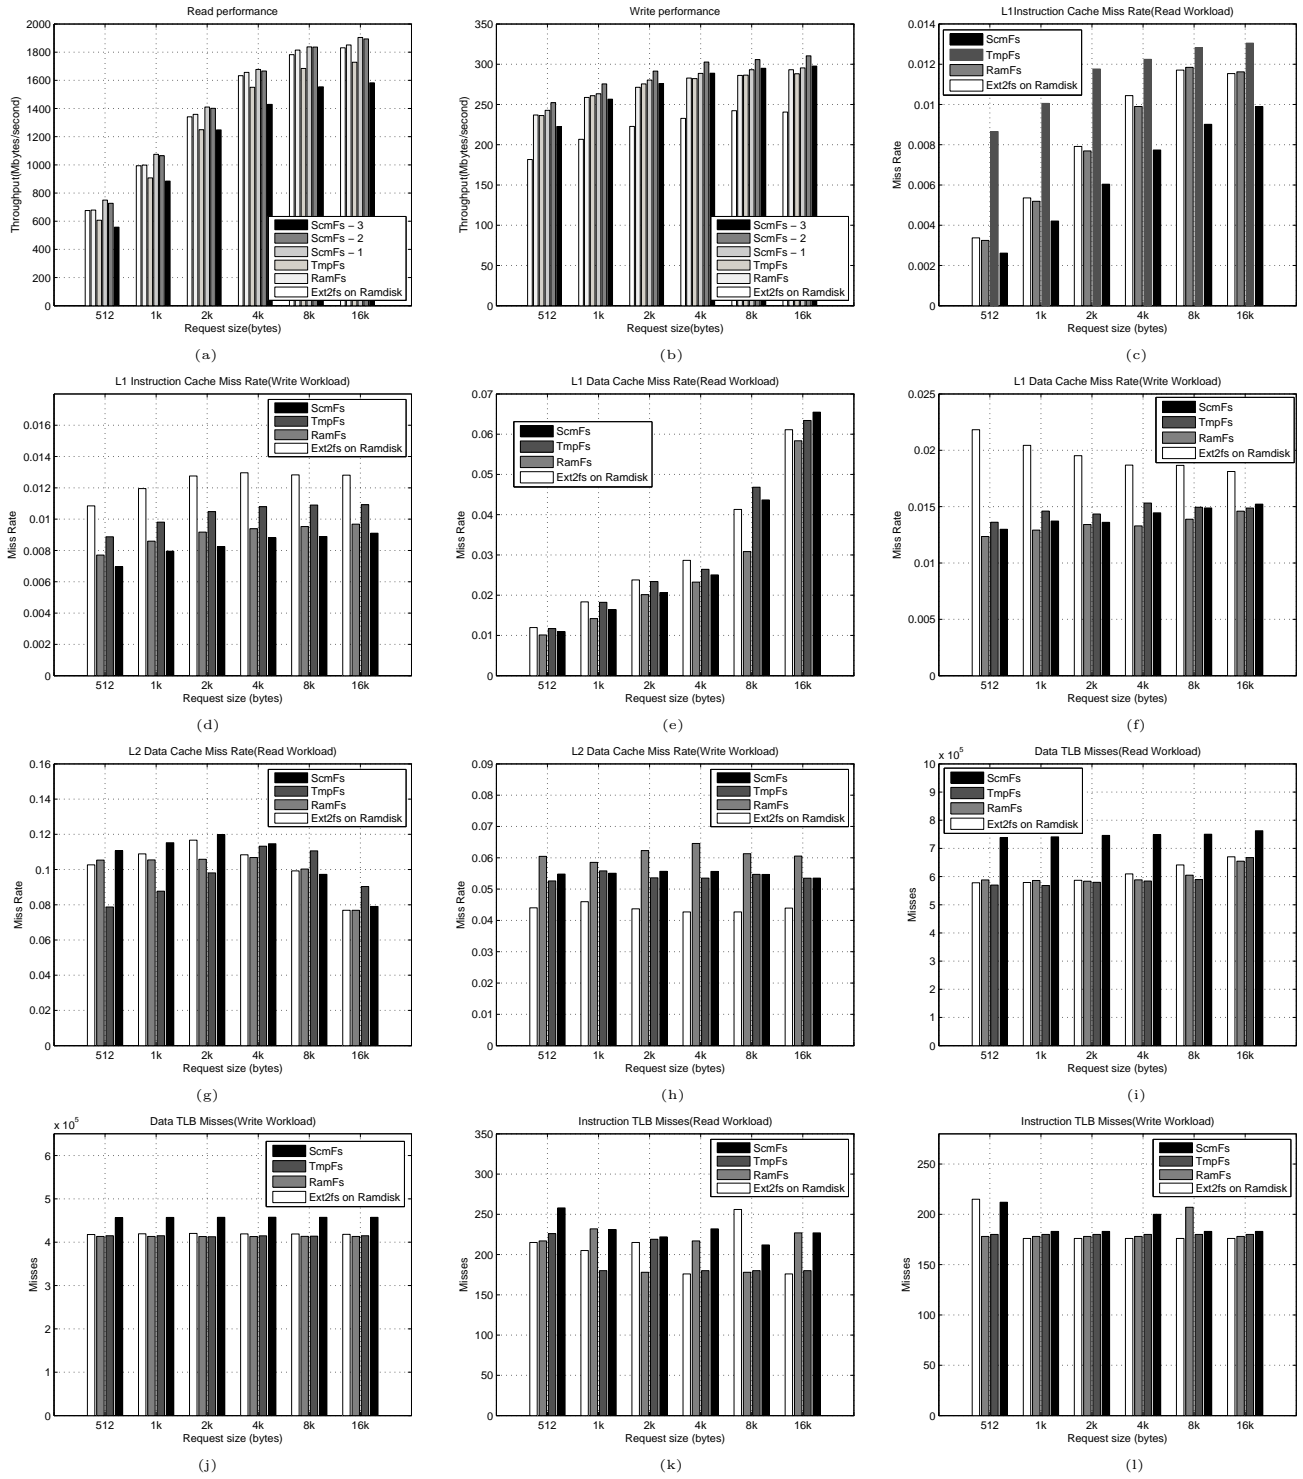 Read performance
2000
1800
1600
1400
1200
1000
800
600
400
200
0
Throughput(Mbytes/second)
ScmFs − 3
ScmFs − 2
ScmFs − 1
TmpFs
RamFs
Ext2fs on Ramdisk
512 1k 2k 4k 8k 16k
Request size(bytes)
(a)
Write performance
350
300
250
200
150
100
50
0
Throughput(Mbytes/second)
ScmFs − 3
ScmFs − 2
ScmFs − 1
TmpFs
RamFs
Ext2fs on Ramdisk
512 1k 2k 4k 8k 16k
Request size(bytes)
(b)
L1Instruction Cache Miss Rate(Read Workload)
0.014
0.012
0.01
0.008
0.006
0.004
0.002
0
Miss Rate
ScmFs
TmpFs
RamFs
Ext2fs on Ramdisk
512 1k 2k 4k 8k 16k
Request size (bytes)
(c)
L1 Instruction Cache Miss Rate(Write Workload)
0.016
0.014
0.012
0.01
0.008
0.006
0.004
0.002
0
Miss Rate
ScmFs
TmpFs
RamFs
Ext2fs on Ramdisk
512 1k 2k 4k 8k 16k
Request size (bytes)
(d)
L1 Data Cache Miss Rate(Read Workload)
0.07
0.06
0.05
0.04
0.03
0.02
0.01
0
Miss Rate
ScmFs
TmpFs
RamFs
Ext2fs on Ramdisk
512 1k 2k 4k 8k 16k
Request size (bytes)
(e)
L1 Data Cache Miss Rate(Write Workload)
0.025
0.02
0.015
0.01
0.005
0
Miss Rate
ScmFs
TmpFs
RamFs
Ext2fs on Ramdisk
512 1k 2k 4k 8k 16k
Request size (bytes)
(f)
L2 Data Cache Miss Rate(Read Workload)
0.16
0.14
0.12
0.1
0.08
0.06
0.04
0.02
0
Miss Rate
ScmFs
TmpFs
RamFs
Ext2fs on Ramdisk
512 1k 2k 4k 8k 16k
Request size (bytes)
(g)
L2 Data Cache Miss Rate(Write Workload)
0.09
0.08
0.07
0.06
0.05
0.04
0.03
0.02
0.01
0
Miss Rate
ScmFs
TmpFs
RamFs
Ext2fs on Ramdisk
512 1k 2k 4k 8k 16k
Request size (bytes)
(h)
Data TLB Misses(Read Workload)
x 10^5
10
9
8
7
6
5
4
3
2
1
0
Misses
ScmFs
TmpFs
RamFs
Ext2fs on Ramdisk
512 1k 2k 4k 8k 16k
Request size (bytes)
(i)
Data TLB Misses(Write Workload)
x 10^5
6
5
4
3
2
1
0
Misses
ScmFs
TmpFs
RamFs
Ext2fs on Ramdisk
512 1k 2k 4k 8k 16k
Request size (bytes)
(j)
Instruction TLB Misses(Read Workload)
350
300
250
200
150
100
50
0
Misses
ScmFs
TmpFs
RamFs
Ext2fs on Ramdisk
512 1k 2k 4k 8k 16k
Request size (bytes)
(k)
Instruction TLB Misses(Write Workload)
250
200
150
100
50
0
Misses
ScmFs
TmpFs
RamFs
Ext2fs on Ramdisk
512 1k 2k 4k 8k 16k
Request size (bytes)
(l)